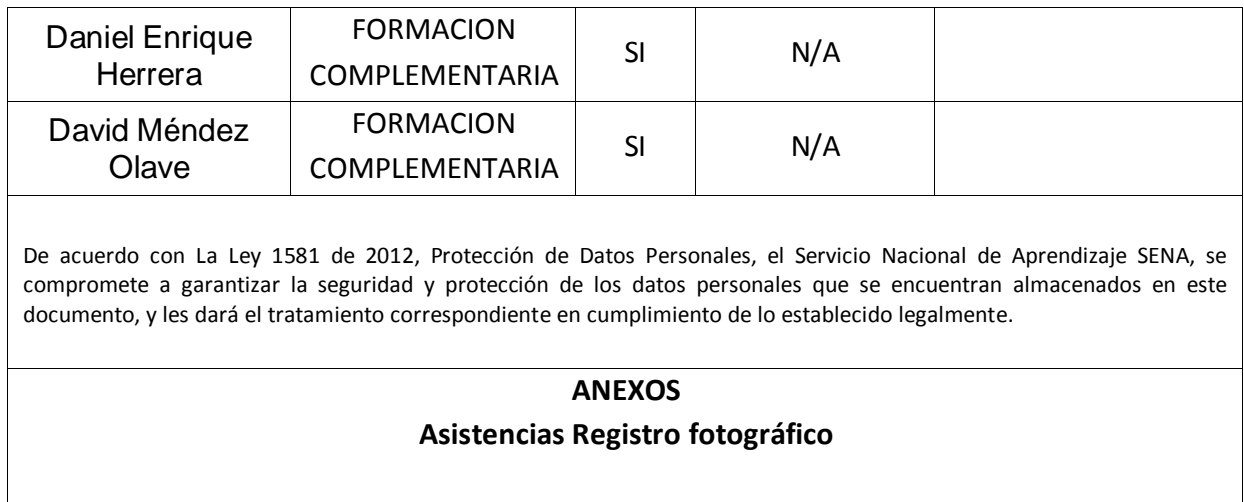 Daniel Enrique
Herrera
FORMACION
COMPLEMENTARIA
SI
N/A
David Méndez
Olave
FORMACION
COMPLEMENTARIA
SI
N/A
De acuerdo con La Ley 1581 de 2012, Protección de Datos Personales, el Servicio Nacional de Aprendizaje SENA, se
compromete a garantizar la seguridad y protección de los datos personales que se encuentran almacenados en este
documento, y les dará el tratamiento correspondiente en cumplimiento de lo establecido legalmente.
ANEXOS
Asistencias Registro fotográfico